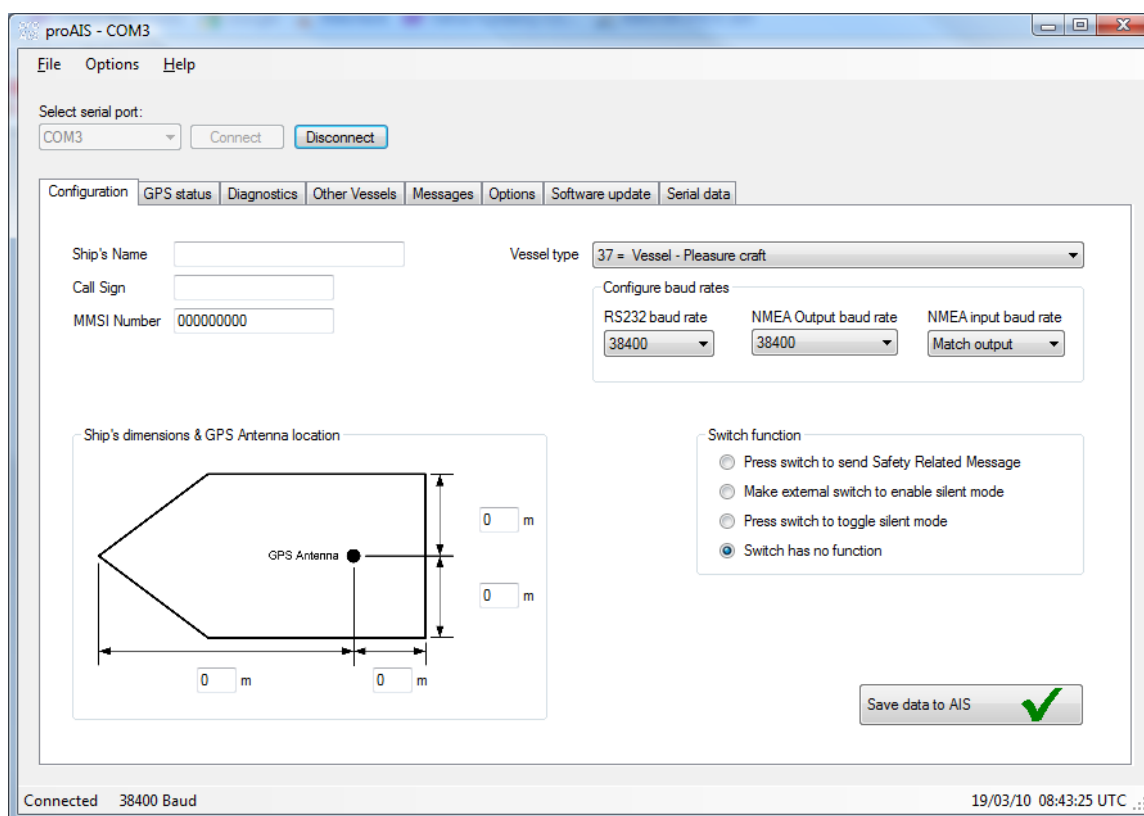 proAIS - COM3
File Options Help
Select serial port:
COM3 Connect Disconnect
Configuration GPS status Diagnostics Other Vessels Messages Options Software update Serial data
Ship's Name
Vessel type 37 = Vessel - Pleasure craft
Call Sign
MMSI Number 000000000
Configure baud rates
RS232 baud rate NMEA Output baud rate NMEA input baud rate
38400 38400 Match output
Ship's dimensions & GPS Antenna location
0 m
GPS Antenna
0 m
0 m 0 m
Switch function
Press switch to send Safety Related Message
Make external switch to enable silent mode
Press switch to toggle silent mode
Switch has no function
Save data to AIS
Connected 38400 Baud 19/03/10 08:43:25 UTC